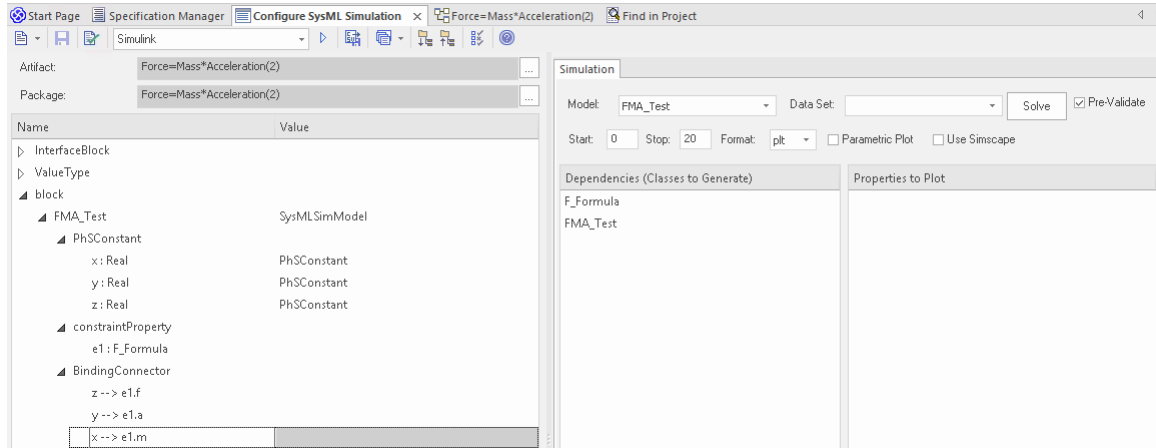 Start Page Specification Manager Configure SysML Simulation × Force=Mass*Acceleration(2) Find in Project
Simulink
Artifact: Force=Mass*Acceleration(2) ...
Package: Force=Mass*Acceleration(2) ...
Name Value
InterfaceBlock
ValueType
block
FMA_Test SysMLSimModel
PhSConstant
x : Real PhSConstant
y : Real PhSConstant
z : Real PhSConstant
constraintProperty
e1 : F_Formula
BindingConnector
z --> e1.f
y --> e1.a
x --> e1.m
Simulation
Model: FMA_Test Data Set: Solve Pre-Validate
Start: 0 Stop: 20 Format: plt Parametric Plot Use Simscape
Dependencies (Classes to Generate) Properties to Plot
F_Formula
FMA_Test